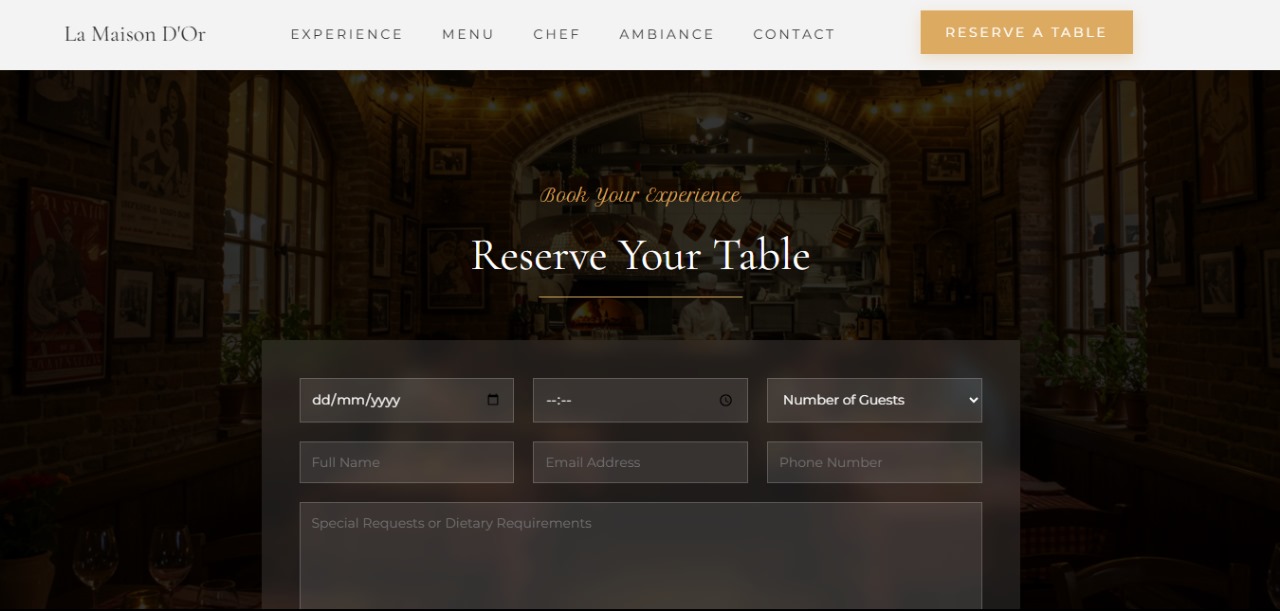 La Maison D'Or
EXPERIENCE MENU CHEF AMBIANCE CONTACT
RESERVE A TABLE
Book Your Experience
Reserve Your Table
dd/mm/yyyy --:-- Number of Guests
Full Name Email Address Phone Number
Special Requests or Dietary Requirements